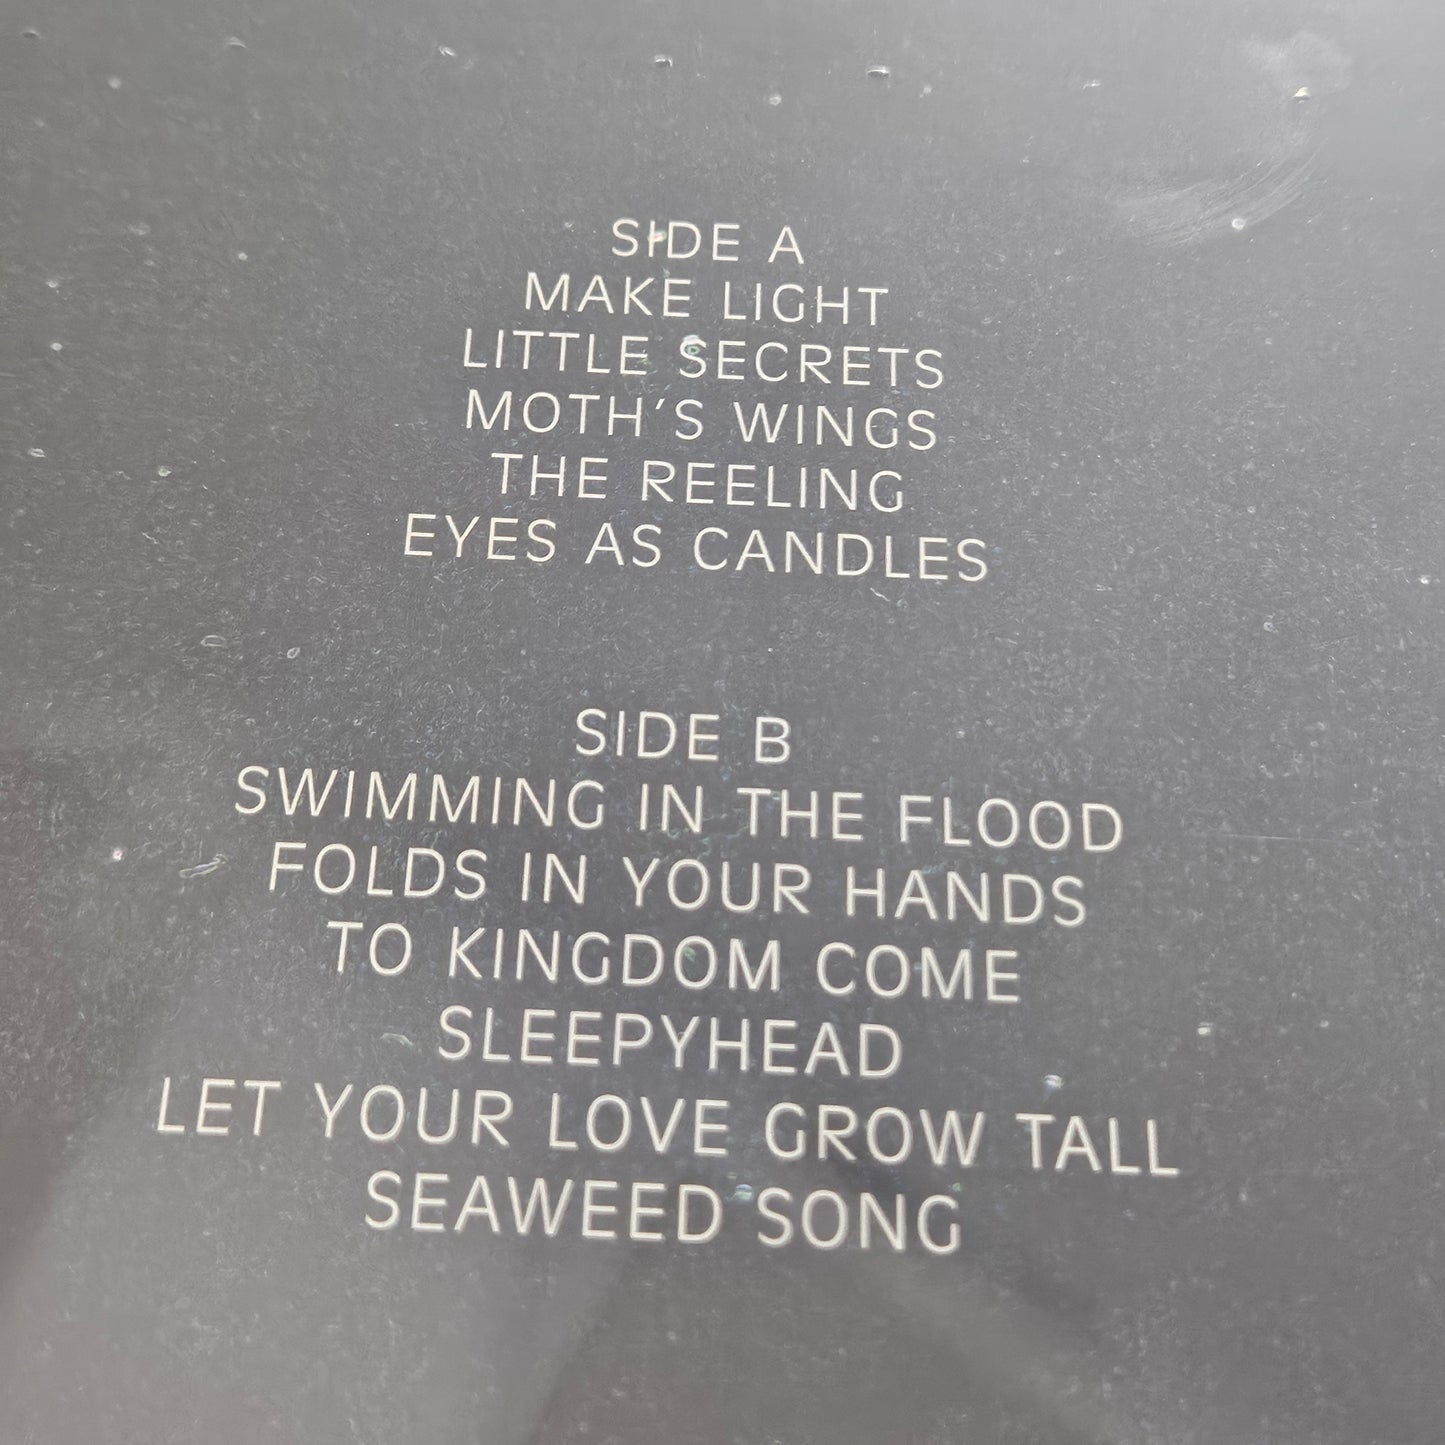 SIDE A
MAKE LIGHT
LITTLE SECRETS
MOTH'S WINGS
THE REELING
EYES AS CANDLES
SIDE B
SWIMMING IN THE FLOOD
FOLDS IN YOUR HANDS
TO KINGDOM COME
SLEEPYHEAD
LET YOUR LOVE GROW TALL
SEAWEED SONG